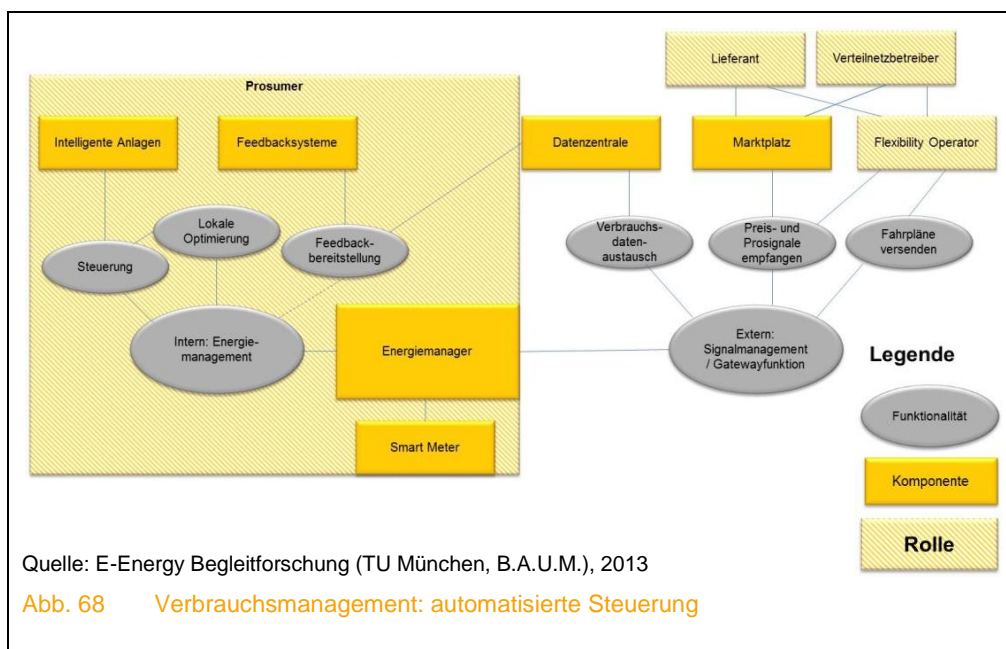 Lieferant
Verteilnetzbetreiber
Prosumer
Intelligente Anlagen
Feedbacksysteme
Datenzentrale
Marktplatz
Flexibility Operator
Lokale
Optimierung
Steuerung
Feedback-
bereitstellung
Verbrauchs-
daten-
austausch
Preis- und
Prosignale
empfangen
Fahrpläne
versenden
Intern: Energie-
management
Energiemanager
Extern:
Signalmanagement
/ Gatewayfunktion
Smart Meter
Legende
Funktionalität
Komponente
Rolle
Quelle: E-Energy Begleitforschung (TU München, B.A.U.M.), 2013
Abb. 68 Verbrauchsmanagement: automatisierte Steuerung